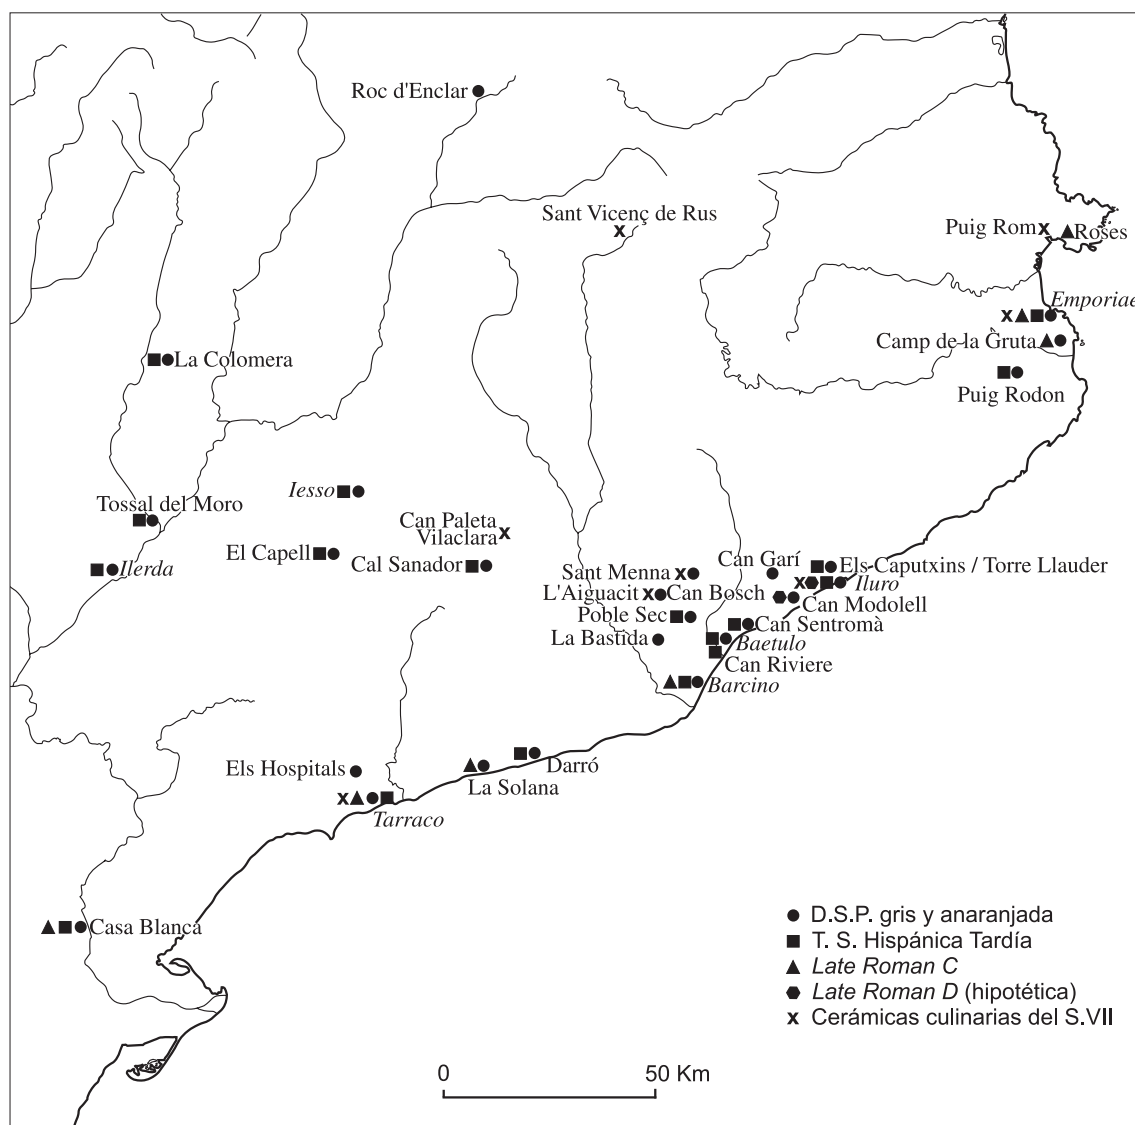 Roc d'Enclar
Sant Vicenç de Rus
Puig Rom
Roses
Emporiae
Camp de la Gruta
La Colomera
Puig Rodon
Iesso
Tossal del Moro
Can Paleta
Vilaclara
El Capell
Cal Sanador
Ilerda
Can Garí
Els Caputxins / Torre Llauder
Sant Menna
Iluro
L'Aiguacit
Can Bosch
Can Modolell
Poble Sec
Can Sentromà
La Bastida
Baetulo
Can Riviere
Barcino
Darró
Els Hospitals
La Solana
Tarraco
Casa Blanca
D.S.P. gris y anaranjada
T. S. Hispánica Tardía
Late Roman C
Late Roman D (hipotética)
x Cerámicas culinarias del S.VII
0 50 Km